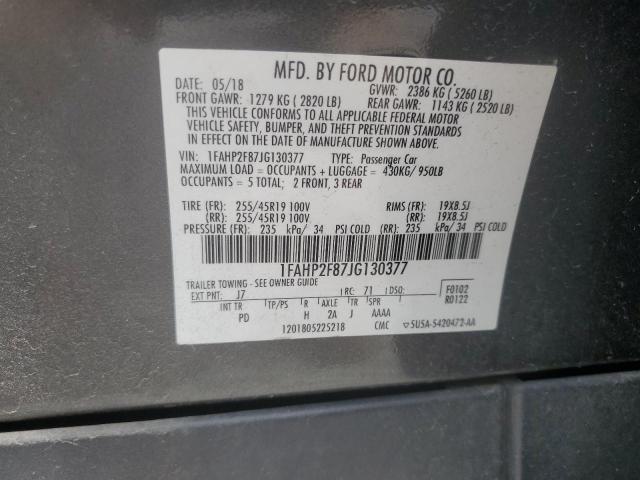 MFD. BY FORD MOTOR CO.
DATE: 05/18 GVWR: 2386 KG ( 5260 LB)
FRONT GAWR: 1279 KG ( 2820 LB) REAR GAWR: 1143 KG ( 2520 LB)
THIS VEHICLE CONFORMS TO ALL APPLICABLE FEDERAL MOTOR
VEHICLE SAFETY, BUMPER, AND THEFT PREVENTION STANDARDS
IN EFFECT ON THE DATE OF MANUFACTURE SHOWN ABOVE.
VIN: 1FAHP2F87JG130377 TYPE: Passenger Car
MAXIMUM LOAD = OCCUPANTS + LUGGAGE = 430KG/ 950LB
OCCUPANTS = 5 TOTAL; 2 FRONT, 3 REAR
TIRE (FR): 255/45R19 100V RIMS (FR): 19X8.5J
(RR): 255/45R19 100V (RR): 19X8.5J
PRESSURE (FR): 235 kPa/ 34 PSI COLD (RR): 235 kPa/ 34 PSI COLD
1FAHP2F87JG130377
TRAILER TOWING - SEE OWNER GUIDE
EXT PNT: J7 RC: 71 DSO: F0102
INT TR TP/PS R AXLE TR SPR R0122
PD H 2A J AAAA
1201805225218 CMC ▽5U5A-5420472-AA